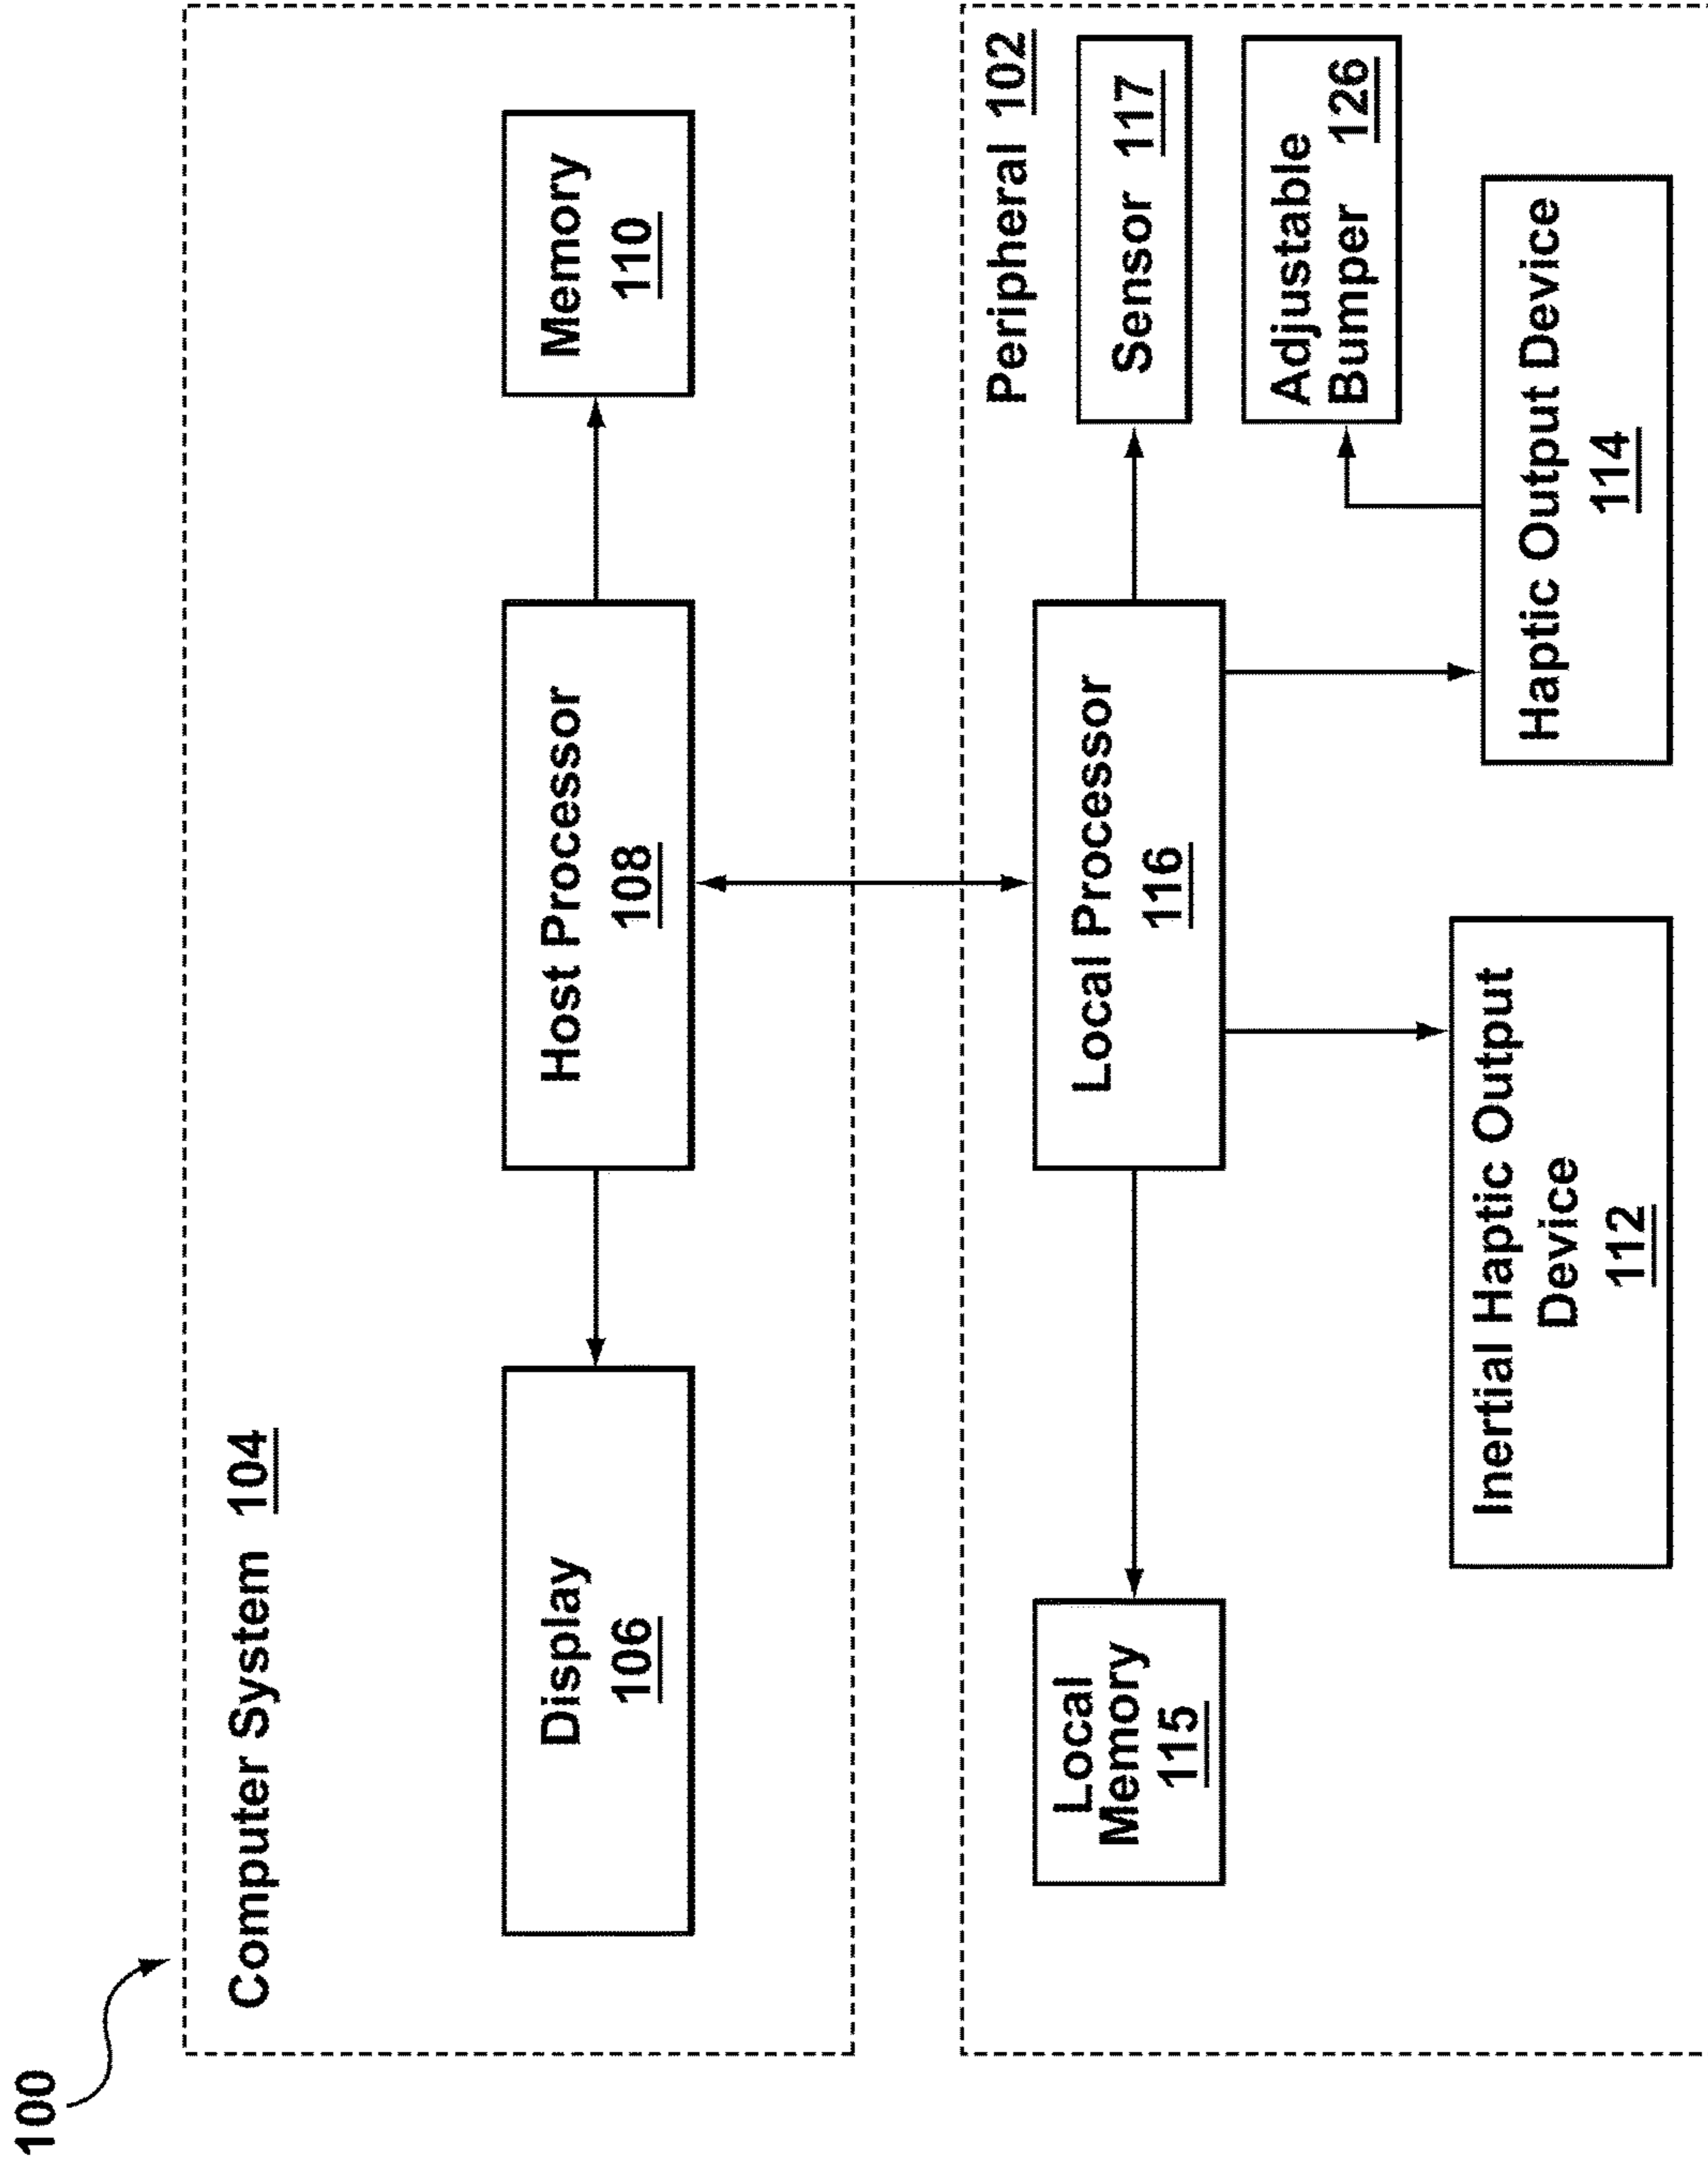 100
Computer System 104
Display
106
Host Processor
108
Memory
110
Peripheral 102
Local
Memory
115
Local Processor
116
Sensor 117
Adjustable
Bumper 126
Inertial Haptic Output
Device
112
Haptic Output Device
114